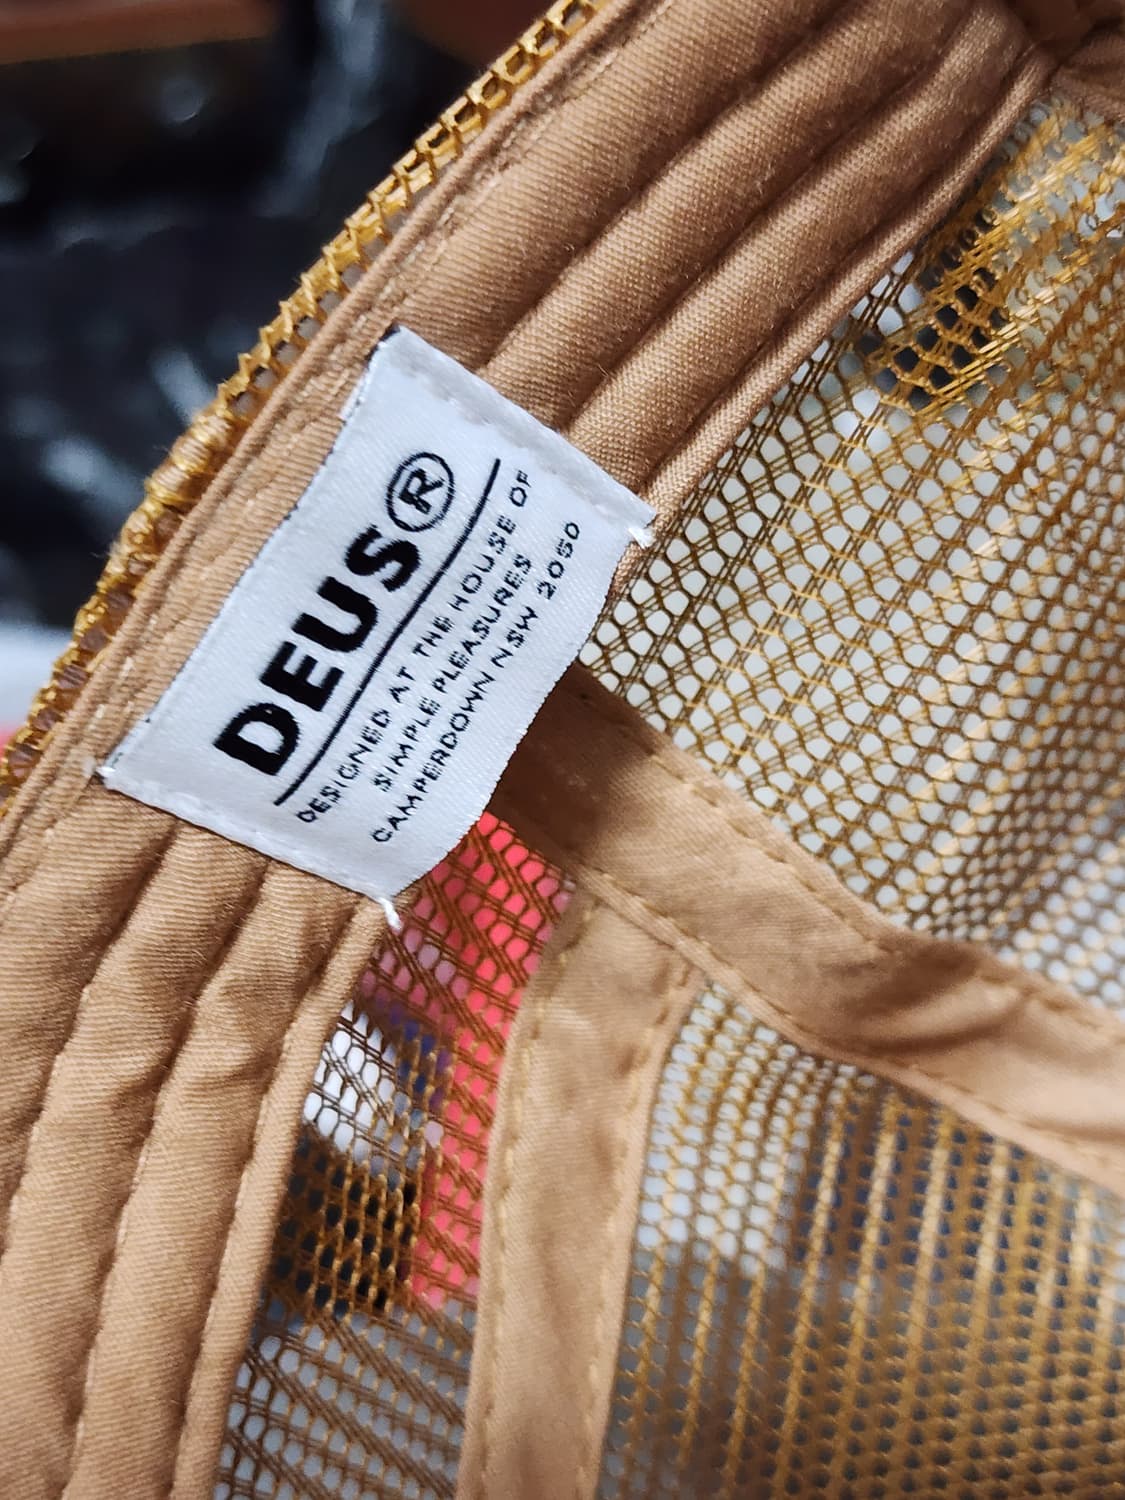 DEUS®
DESIGNED AT THE HOUSE OF
SIMPLE PLEASURES
CAMPERDOWN NSW 2050